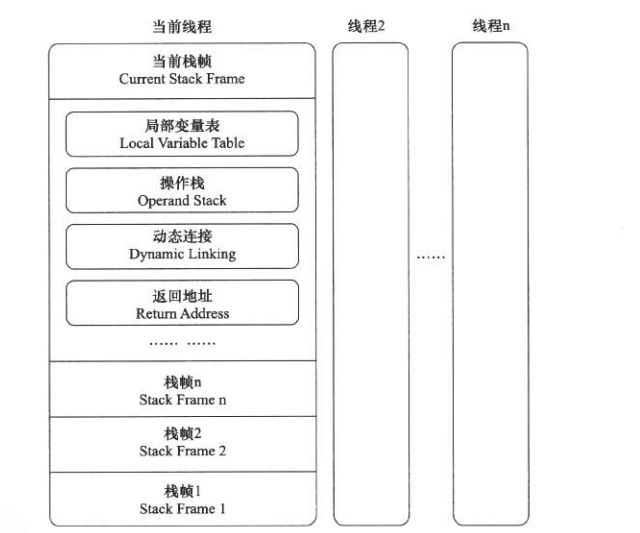 当前线程
线程2
线程n
当前栈帧
Current Stack Frame
局部变量表
Local Variable Table
操作栈
Operand Stack
动态连接
Dynamic Linking
返回地址
Return Address
…… ……
……
栈帧n
Stack Frame n
栈帧2
Stack Frame 2
栈帧1
Stack Frame 1